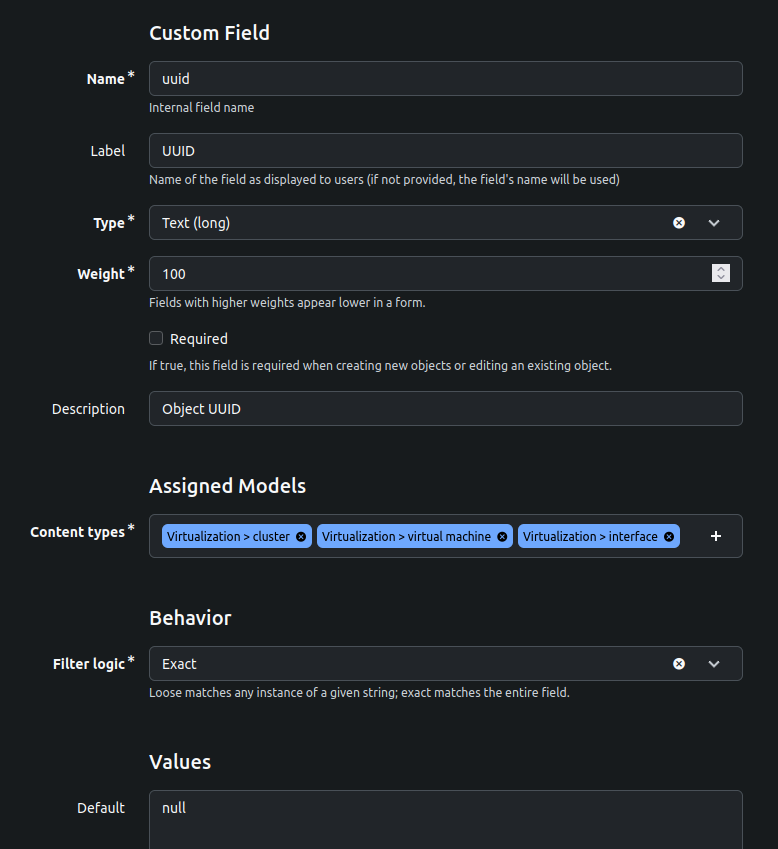 Custom Field
Name*
uuid
Internal field name
Label
UUID
Name of the field as displayed to users (if not provided, the field's name will be used)
Type*
Text (long)
Weight*
100
Fields with higher weights appear lower in a form.
Required
If true, this field is required when creating new objects or editing an existing object.
Description
Object UUID
Assigned Models
Content types*
Virtualization > cluster
Virtualization > virtual machine
Virtualization > interface
Behavior
Filter logic*
Exact
Loose matches any instance of a given string; exact matches the entire field.
Values
Default
null